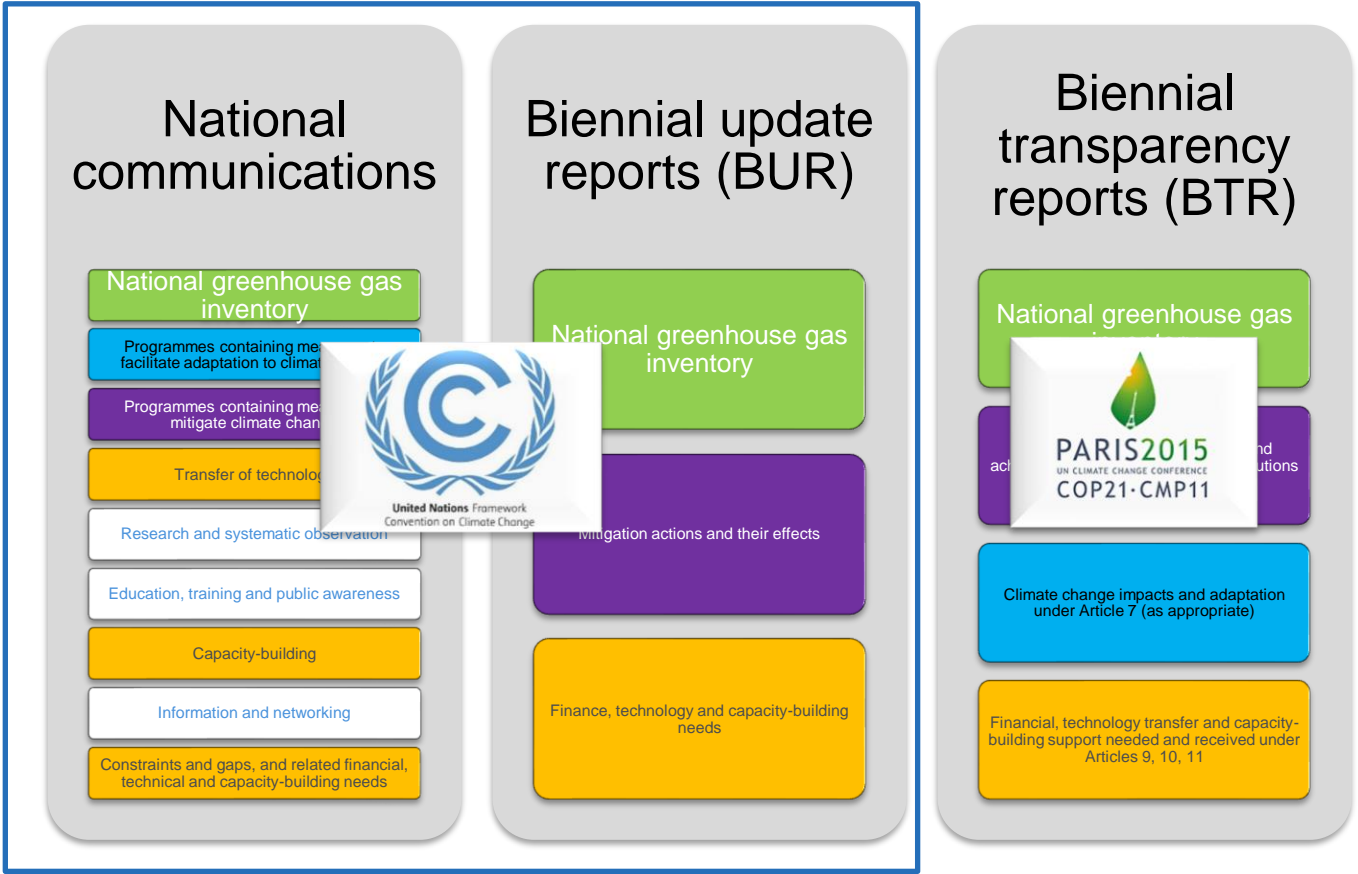 National
communications
National greenhouse gas
inventory
Programmes containing
facilitate adaptation to
Programmes containing
mitigate climate
Transfer of
Research and systematic observation
Education, training and public awareness
Capacity-building
Information and networking
Constraints and gaps, and related financial,
technical and capacity-building needs
United Nations Framework
Convention on Climate Change
Biennial update
reports (BUR)
National greenhouse gas
inventory
Mitigation actions and their effects
Finance, technology and capacity-building
needs
Biennial
transparency
reports (BTR)
National greenhouse gas
PARIS2015
UN CLIMATE CHANGE CONFERENCE
COP21·CMP11
Climate change impacts and adaptation
under Article 7 (as appropriate)
Financial, technology transfer and capacity-
building support needed and received under
Articles 9, 10, 11